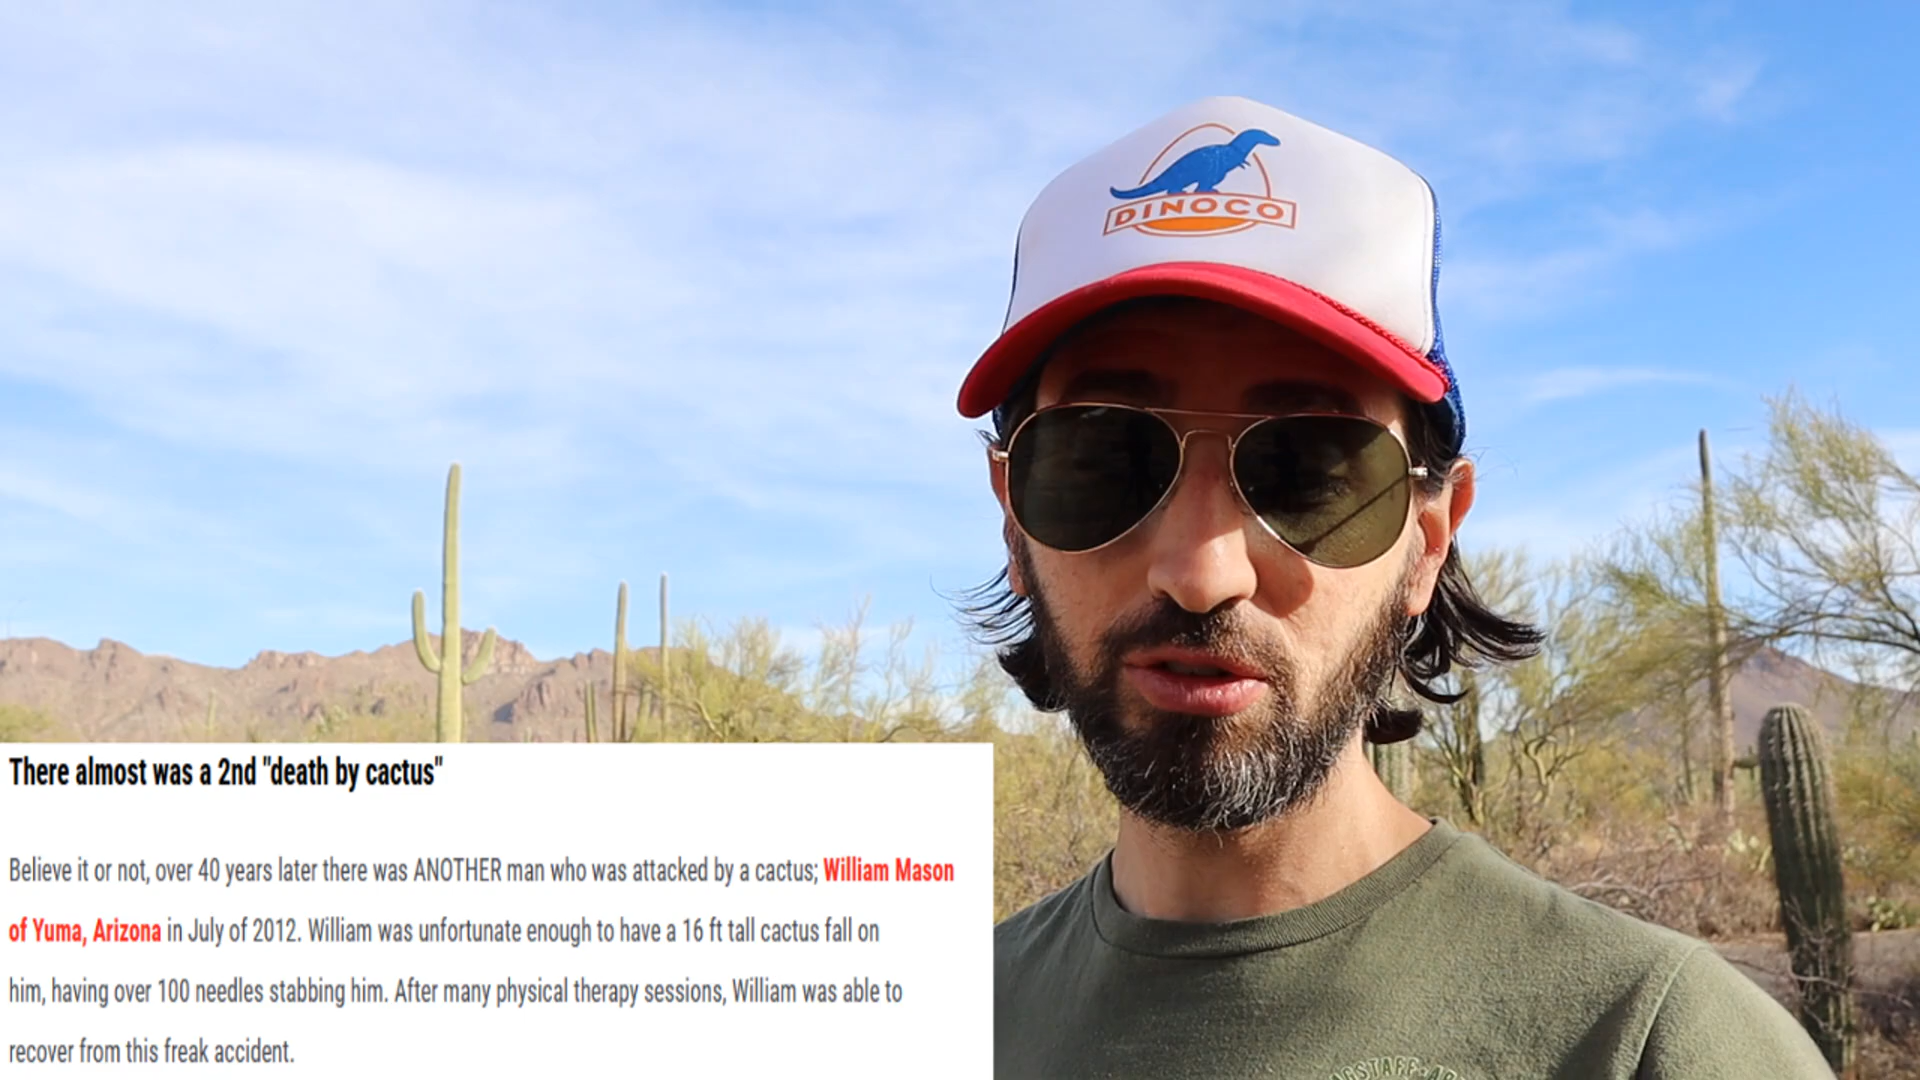 DINOCO
There almost was a 2nd "death by cactus"
Believe it or not, over 40 years later there was ANOTHER man who was attacked by a cactus; William Mason
of Yuma, Arizona in July of 2012. William was unfortunate enough to have a 16 ft tall cactus fall on
him, having over 100 needles stabbing him. After many physical therapy sessions, William was able to
recover from this freak accident.